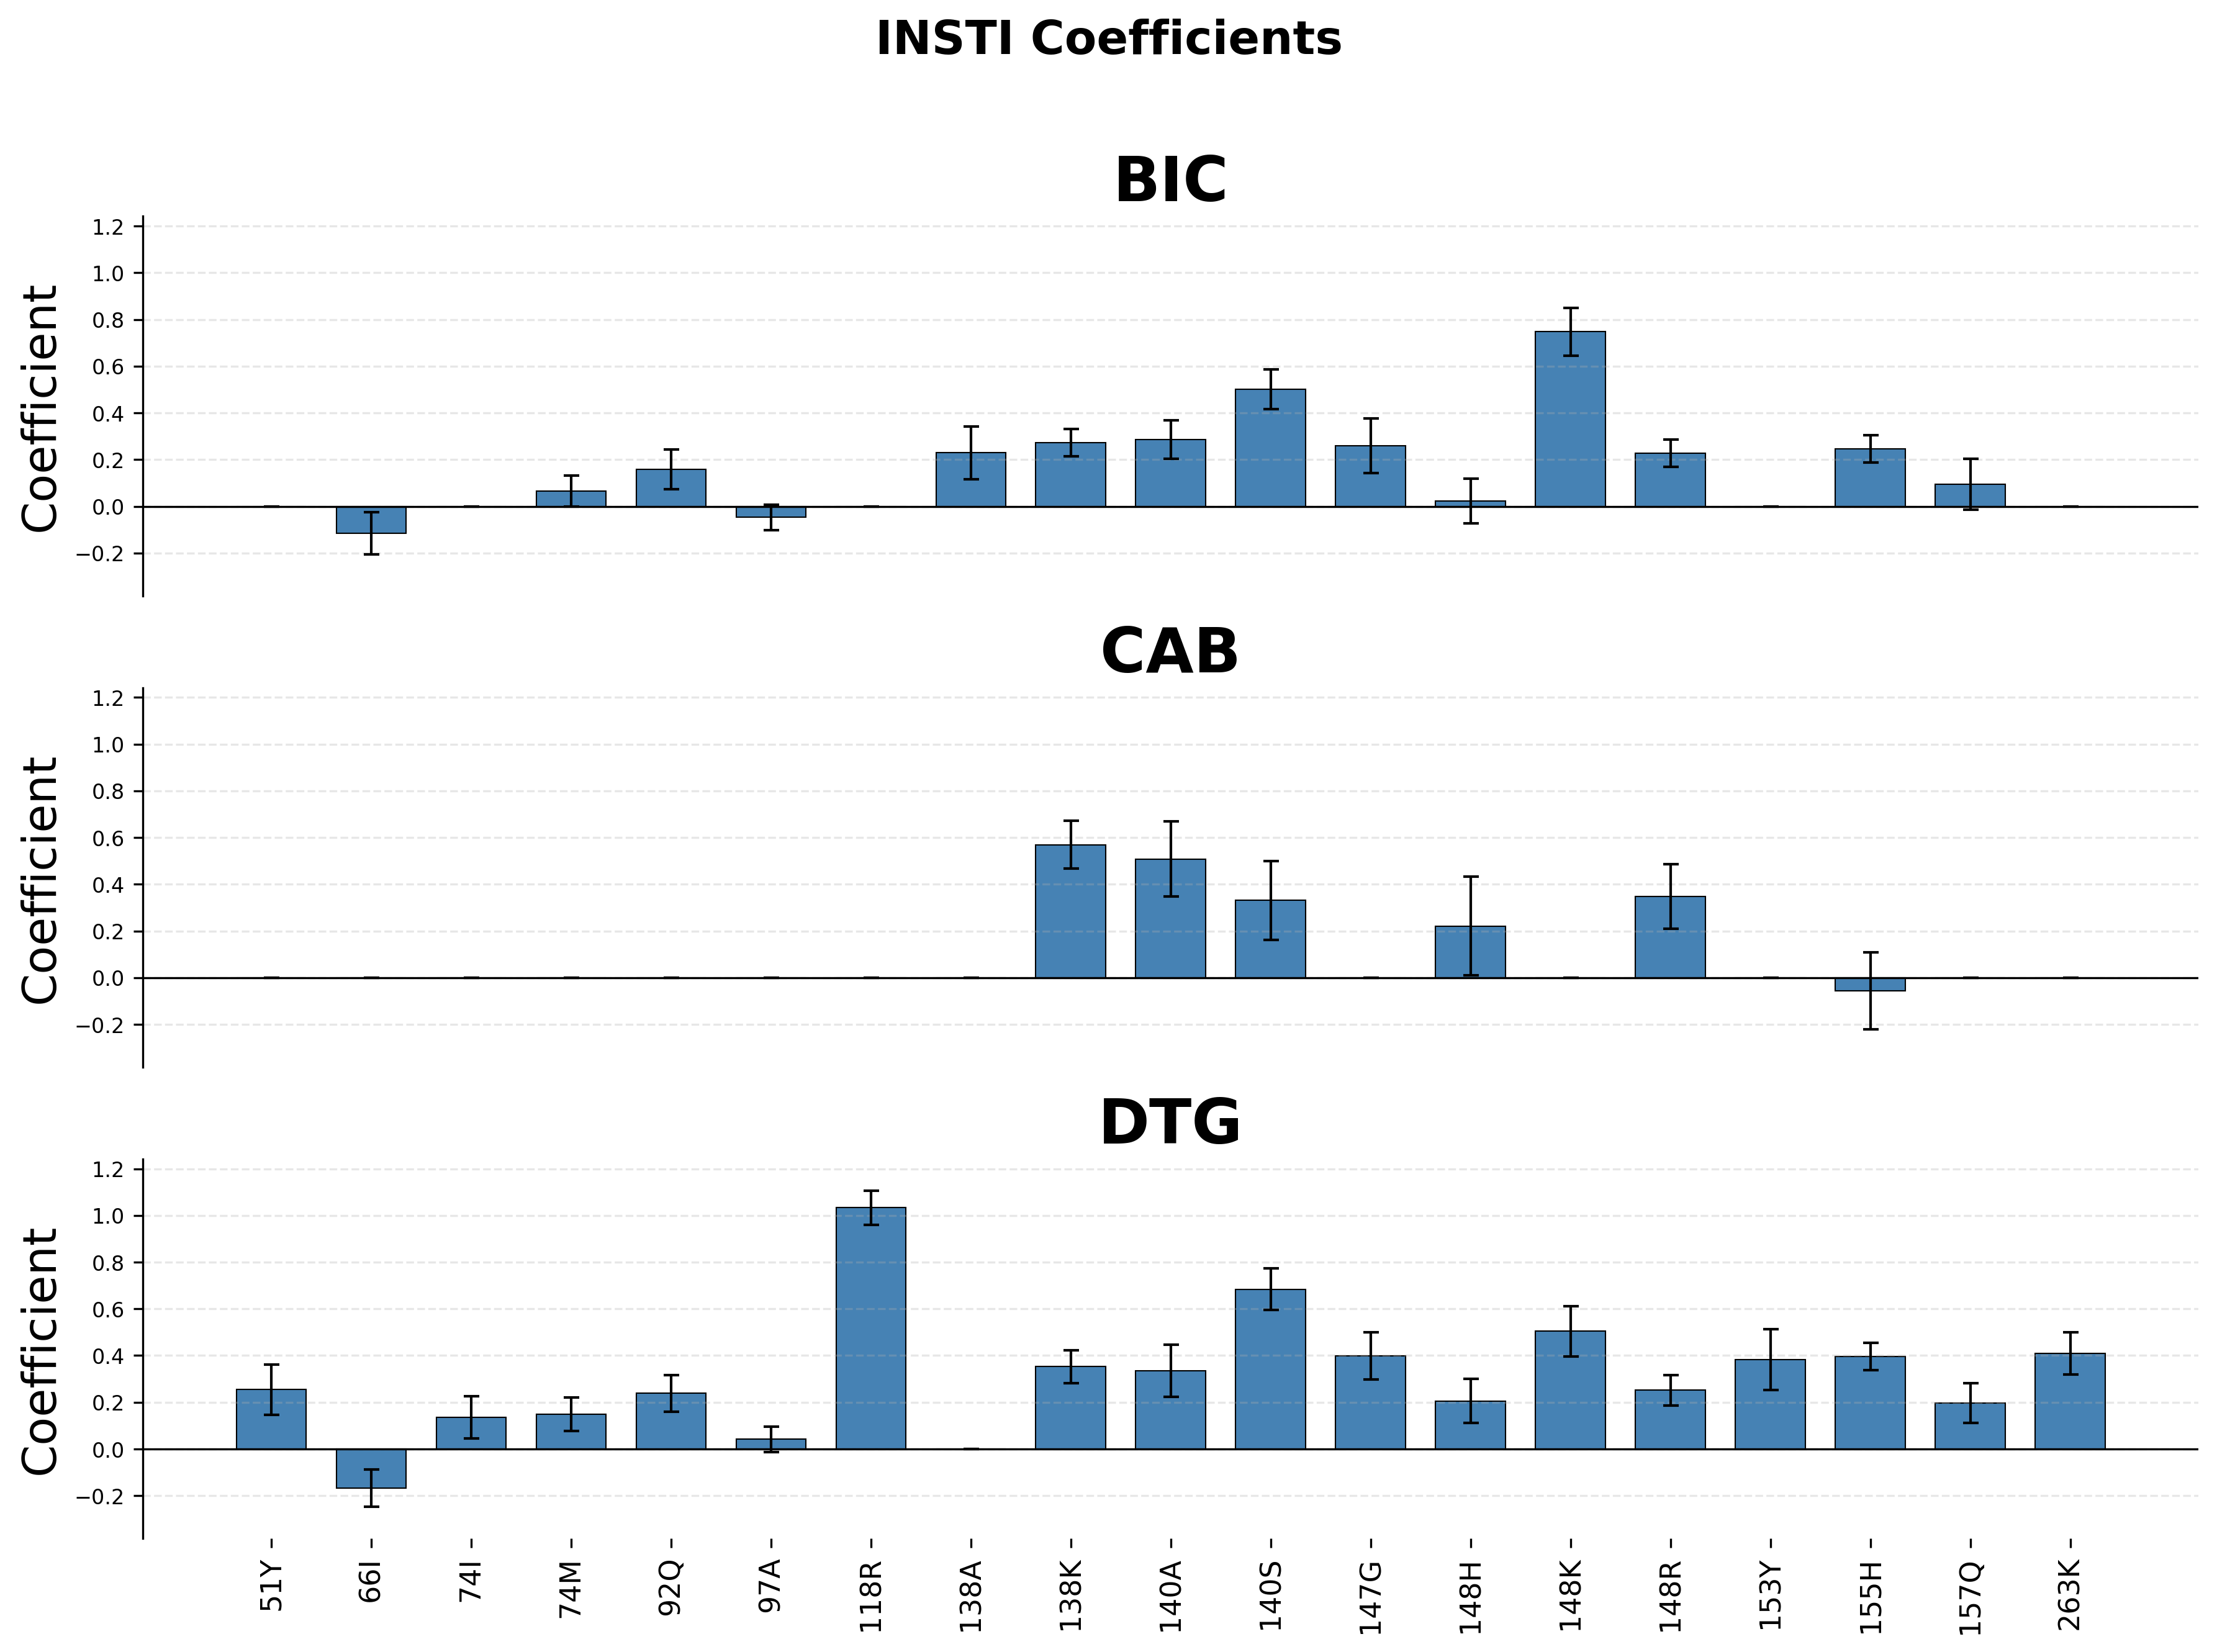 INSTI Coefficients
BIC
Coefficient
1.2
1.0
0.8
0.6
0.4
0.2
0.0
−0.2
CAB
Coefficient
1.2
1.0
0.8
0.6
0.4
0.2
0.0
−0.2
DTG
Coefficient
1.2
1.0
0.8
0.6
0.4
0.2
0.0
−0.2
51Y
66I
74I
74M
92Q
97A
118R
138A
138K
140A
140S
147G
148H
148K
148R
153Y
155H
157Q
263K